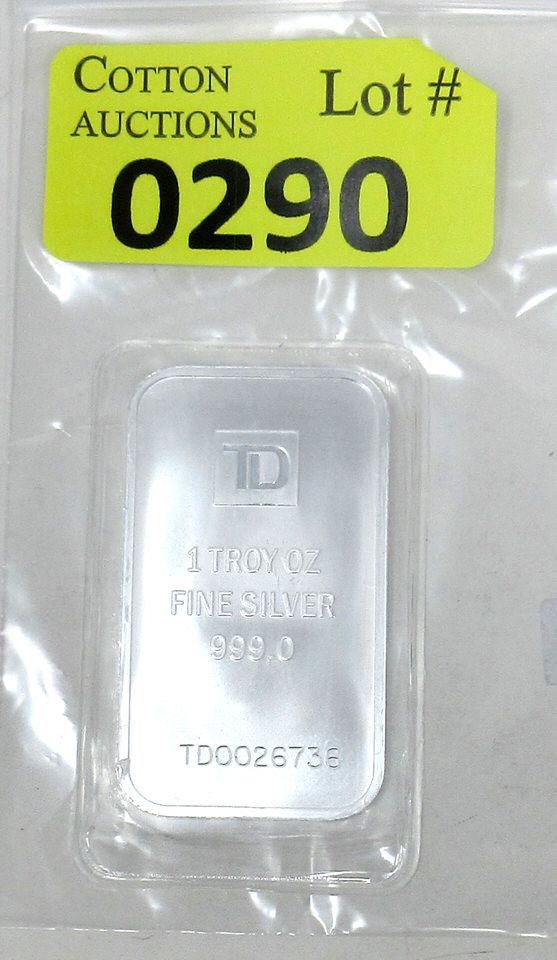 COTTON
AUCTIONS
Lot #
0290
TD
1 TROY OZ
FINE SILVER
999.0
TD0026736